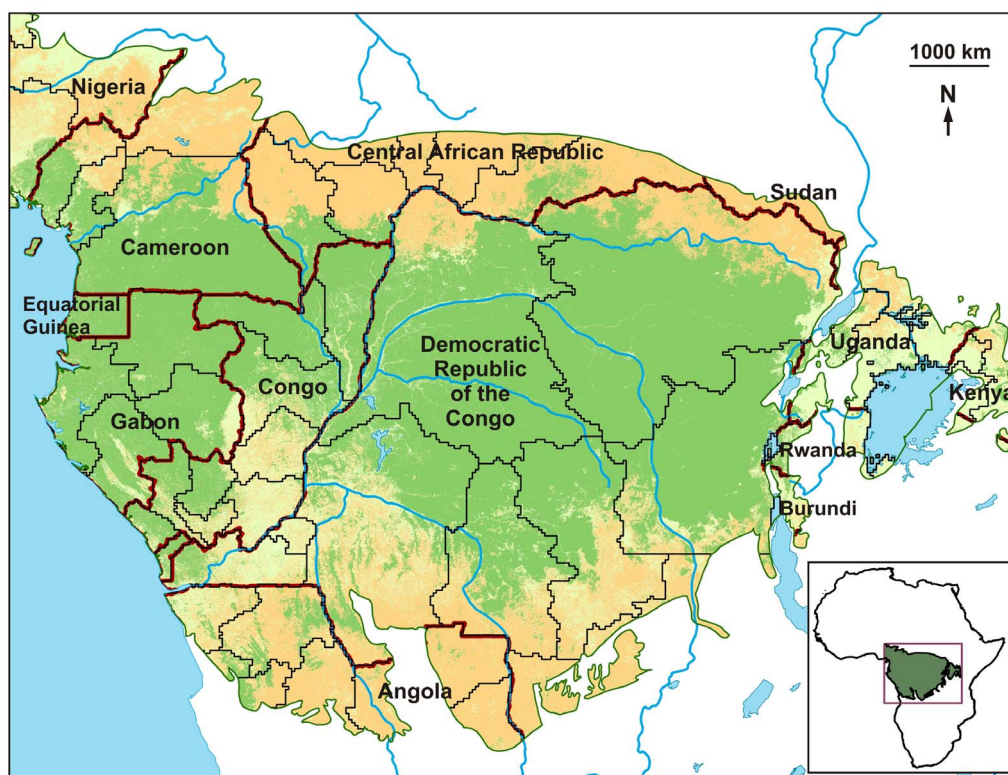 1000 km
N
Nigeria
Central African Republic
Sudan
Cameroon
Equatorial
Guinea
Uganda
Democratic
Republic
of the
Congo
Congo
Kenya
Gabon
Rwanda
Burundi
Angola